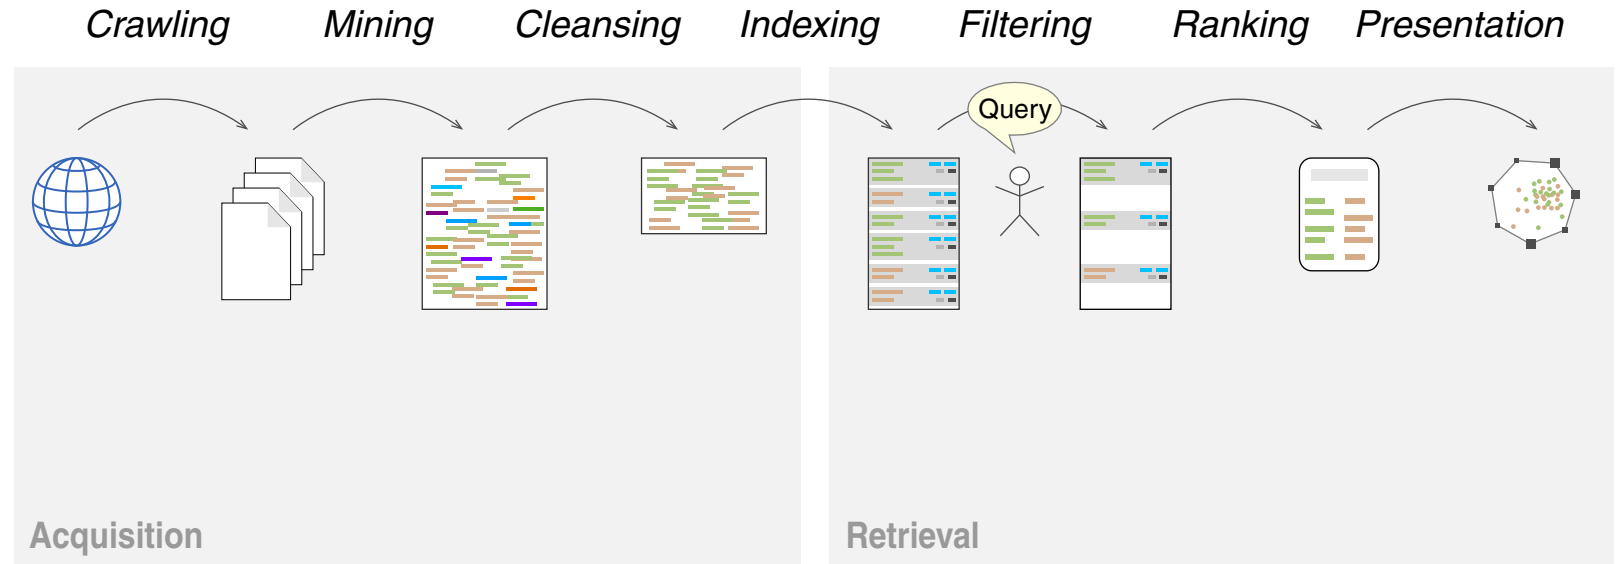 Crawling Mining Cleansing Indexing Filtering Ranking Presentation
Query
Acquisition
Retrieval